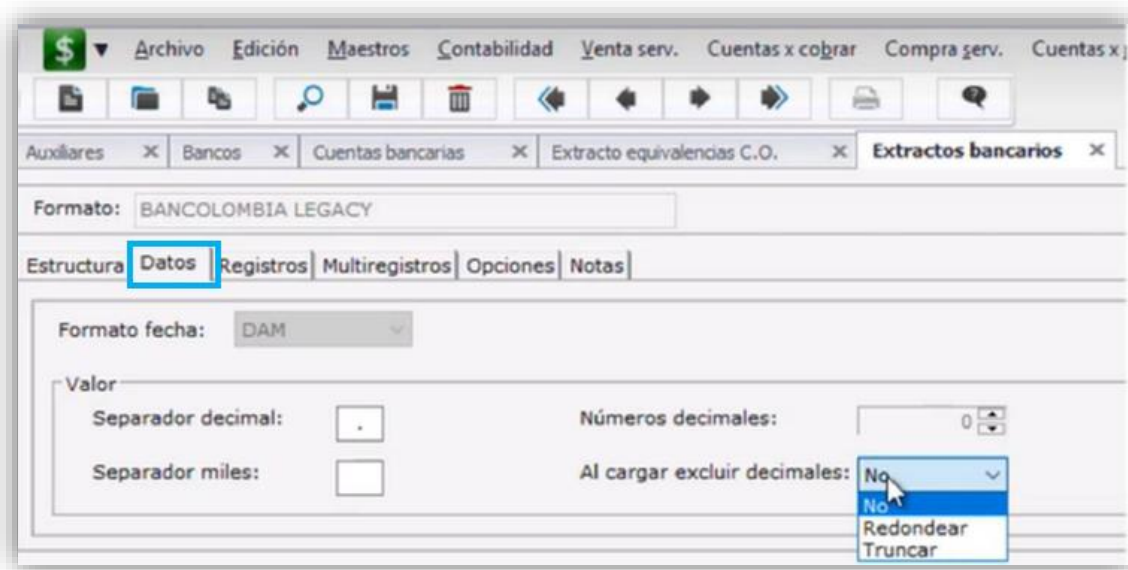 $ Archivo Edición Maestros Contabilidad Venta serv. Cuentas x cobrar Compra serv. Cuentas x
Auxiliares Bancos Cuentas bancarias Extracto equivalencias C.O. Extractos bancarios
Formato: BANCOLOMBIA LEGACY
Estructura Datos Registros Multiregistros Opciones Notas
Formato fecha: DAM
Valor
Separador decimal: . Números decimales: 0
Separador miles: Al cargar excluir decimales: No
No
Redondear
Truncar